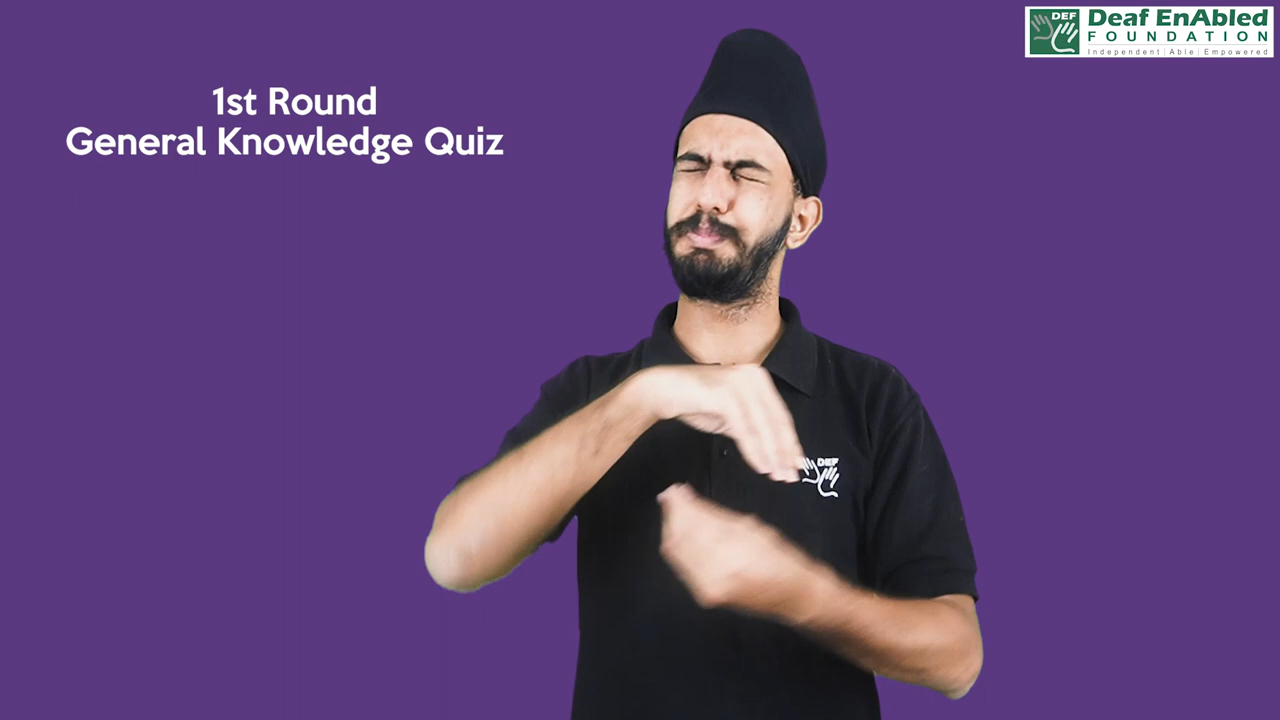 1st Round
General Knowledge Quiz
DEF
Deaf EnAbled
FOUNDATION
Independent | Able | Empowered
DEF